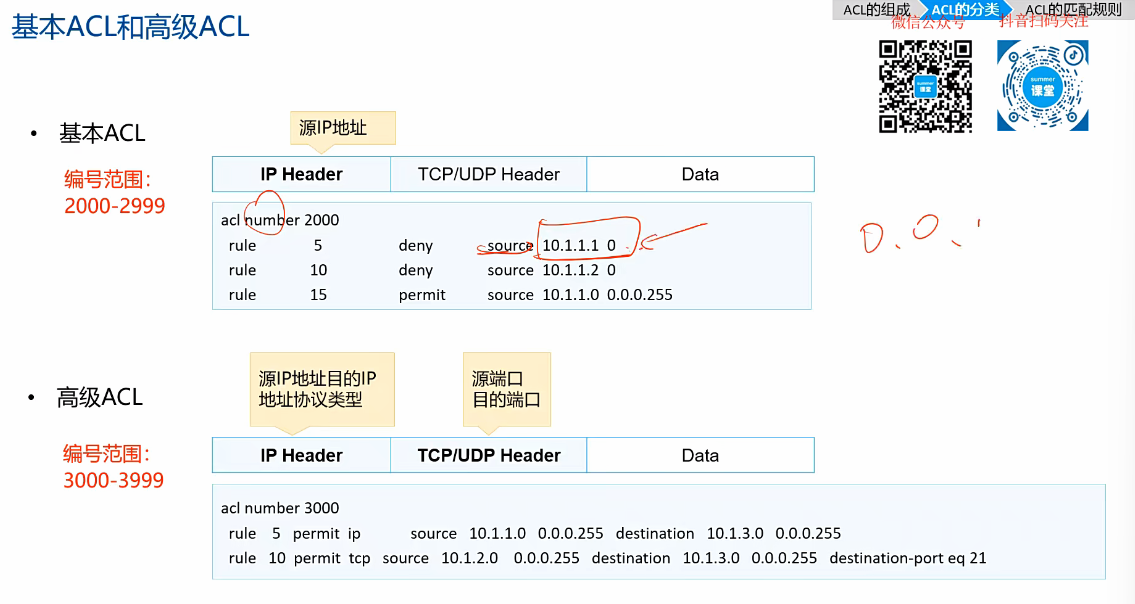 ACL的组成 ACL的分类 ACL的匹配规则
基本ACL和高级ACL
微信公众号 抖音扫码关注
summer
课堂
summer
课堂
• 基本ACL
源IP地址
编号范围：
2000-2999
IP Header TCP/UDP Header Data
acl number 2000
rule 5 deny source 10.1.1.1 0
rule 10 deny source 10.1.1.2 0
rule 15 permit source 10.1.1.0 0.0.0.255
0.0.
• 高级ACL
源IP地址目的IP
地址协议类型
源端口
目的端口
编号范围：
3000-3999
IP Header TCP/UDP Header Data
acl number 3000
rule 5 permit ip source 10.1.1.0 0.0.0.255 destination 10.1.3.0 0.0.0.255
rule 10 permit tcp source 10.1.2.0 0.0.0.255 destination 10.1.3.0 0.0.0.255 destination-port eq 21